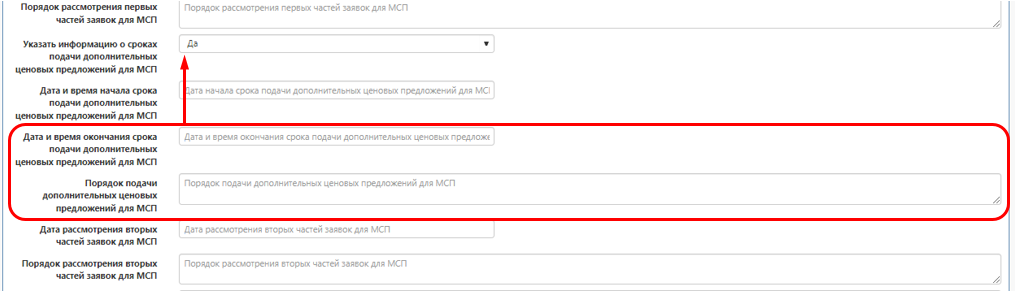 Порядок рассмотрения первых
частей заявок для МСП
Порядок рассмотрения первых частей заявок для МСП
Указать информацию о сроках
подачи дополнительных
ценовых предложений для МСП
Да
Дата и время начала срока
подачи дополнительных
ценовых предложений для МСП
Дата начала срока подачи дополнительных ценовых предложений для МСП
Дата и время окончания срока
подачи дополнительных
ценовых предложений для МСП
Дата и время окончания срока подачи дополнительных ценовых предложе
Порядок подачи
дополнительных ценовых
предложений для МСП
Порядок подачи дополнительных ценовых предложений для МСП
Дата рассмотрения вторых
частей заявок для МСП
Дата рассмотрения вторых частей заявок для МСП
Порядок рассмотрения вторых
частей заявок для МСП
Порядок рассмотрения вторых частей заявок для МСП